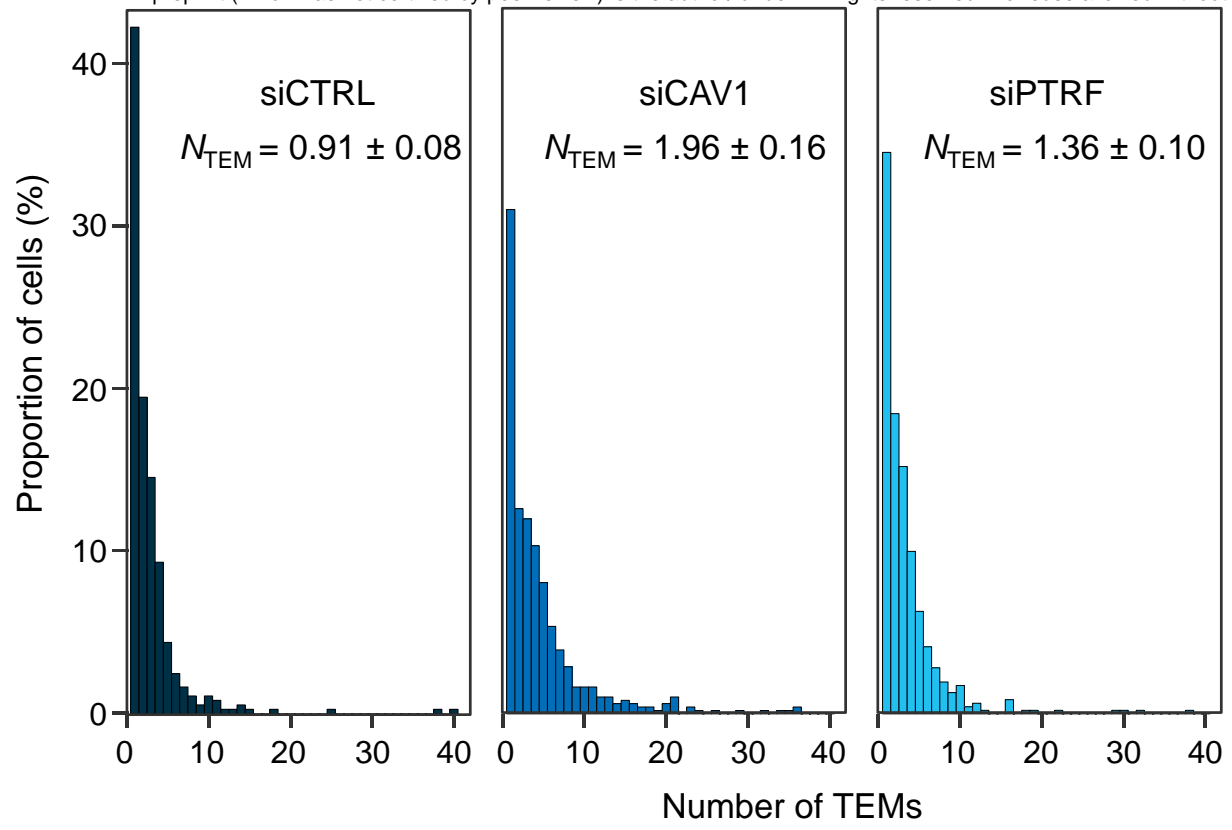 siCTRL
N_TEM = 0.91 ± 0.08
siCAV1
N_TEM = 1.96 ± 0.16
siPTRF
N_TEM = 1.36 ± 0.10
Proportion of cells (%)
40
30
20
10
0
0 10 20 30 40
0 10 20 30 40
0 10 20 30 40
Number of TEMs